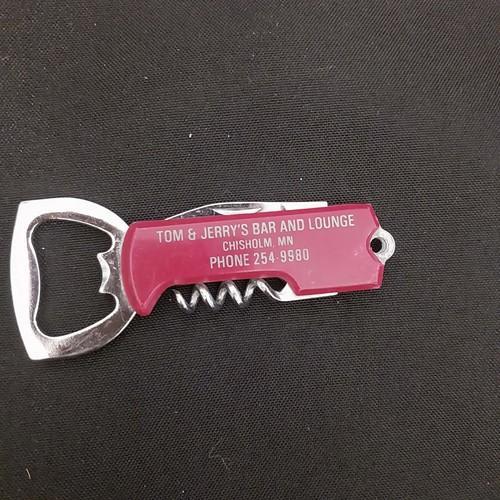 TOM & JERRY'S BAR AND LOUNGE
CHISHOLM, MN
PHONE 254-9980